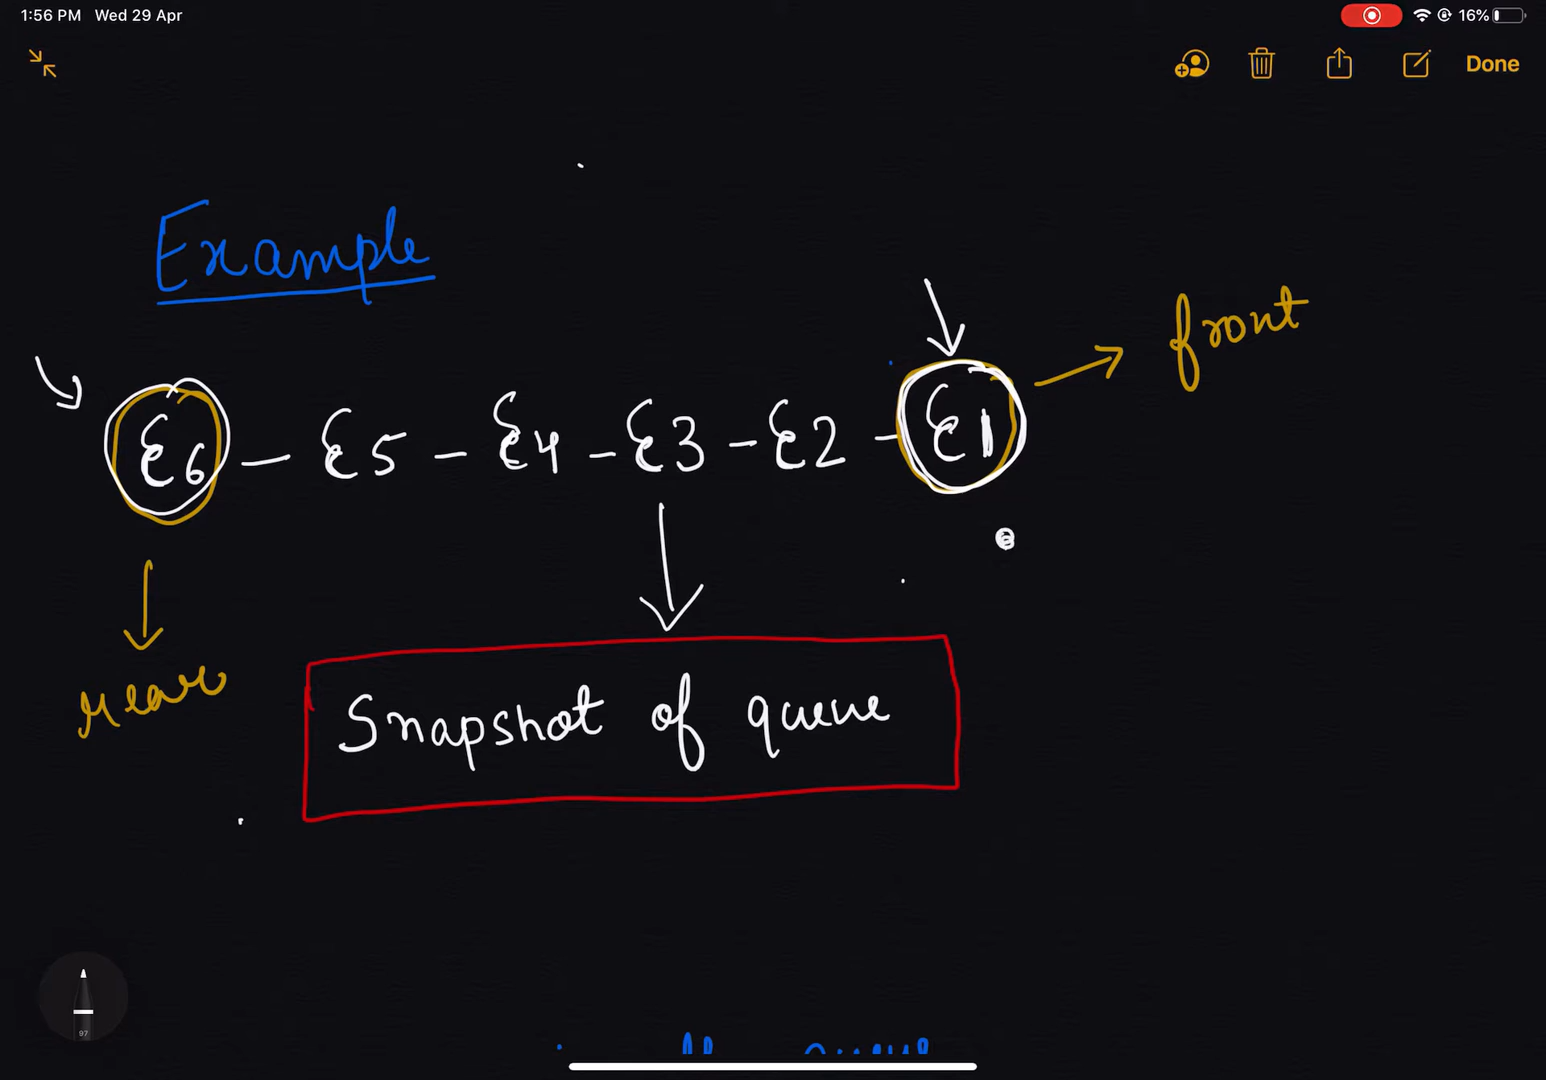 1:56 PM Wed 29 Apr 16%
Done
Example
front
E6 - E5 - E4 - E3 - E2 - E1
rear
Snapshot of queue
97